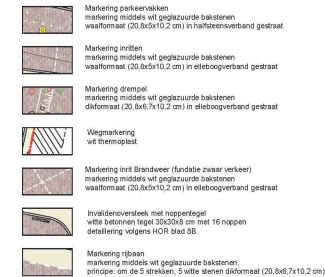 Markering parkeervakken
markering middels wit geglazuurde bakstenen
waalformaat (20,8x5x10,2 cm) in halfsteensverband gestraat
Markering inritten
markering middels wit geglazuurde bakstenen
waalformaat (20,8x5x10,2 cm) in elleboogverband gestraat
Markering drempel
markering middels wit geglazuurde bakstenen
dikformaat (20,8x6,7x10,2 cm) in elleboogverband gestraat
Wegmarkering
wit thermoplast
Markering inrit Brandweer (fundatie zwaar verkeer)
markering middels wit geglazuurde bakstenen
waalformaat (20,8x5x10,2 cm) in elleboogverband gestraat
Invalidenoversteek met noppentegel
witte betonnen tegel 30x30x8 cm met 16 noppen
detaillering volgens HOR blad 8B
Markering rijbaan
markering middels wit geglazuurde bakstenen,
principe: om de 5 strekken, 5 witte stenen dikformaat (20,8x6,7x10,2 cm)